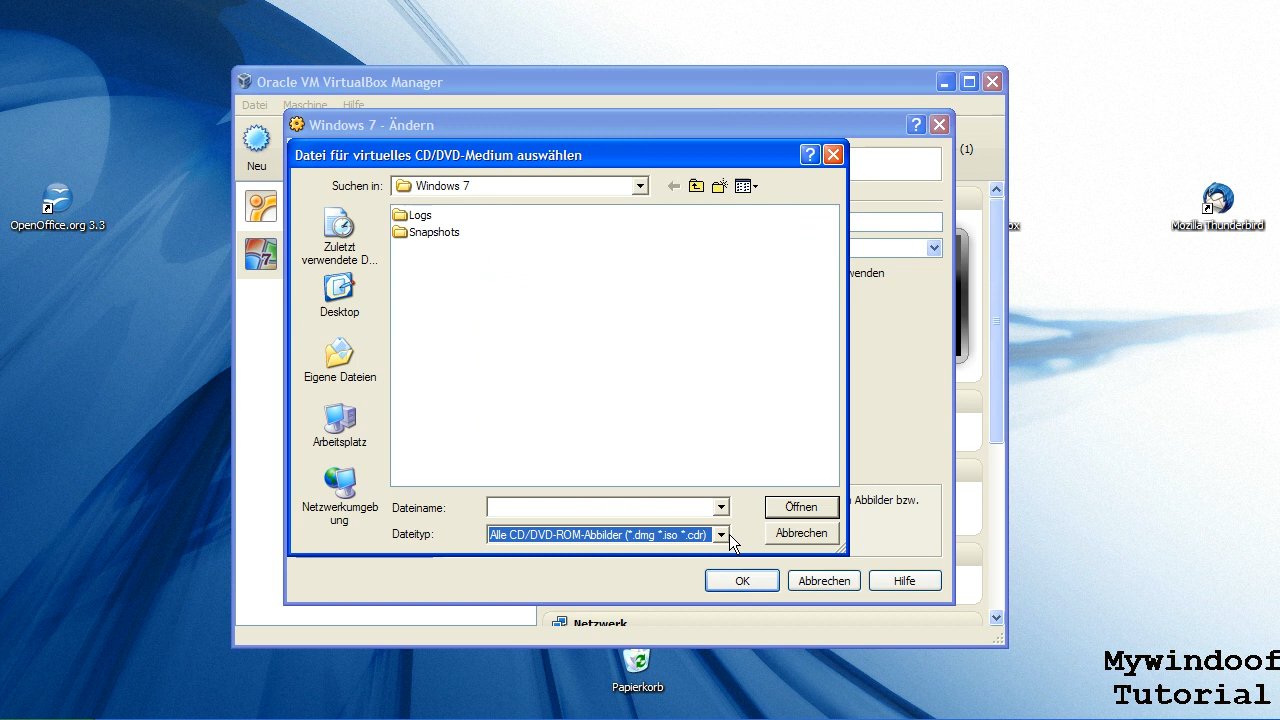 Oracle VM VirtualBox Manager
Datei Maschine Hilfe
Windows 7 - Ändern
Neu
(1)
Datei für virtuelles CD/DVD-Medium auswählen
Suchen in: Windows 7
Logs
Snapshots
Zuletzt
verwendete D...
Desktop
Eigene Dateien
Arbeitsplatz
Netzwerkumgeb
ung
Dateiname:
Öffnen
Dateityp: Alle CD/DVD-ROM-Abbilder (*.dmg *.iso *.cdr)
Abbrechen
wenden
Abbilder bzw.
OK Abbrechen Hilfe
Netzwerk
OpenOffice.org 3.3
ox
Mozilla Thunderbird
Papierkorb
Mywindoof
Tutorial